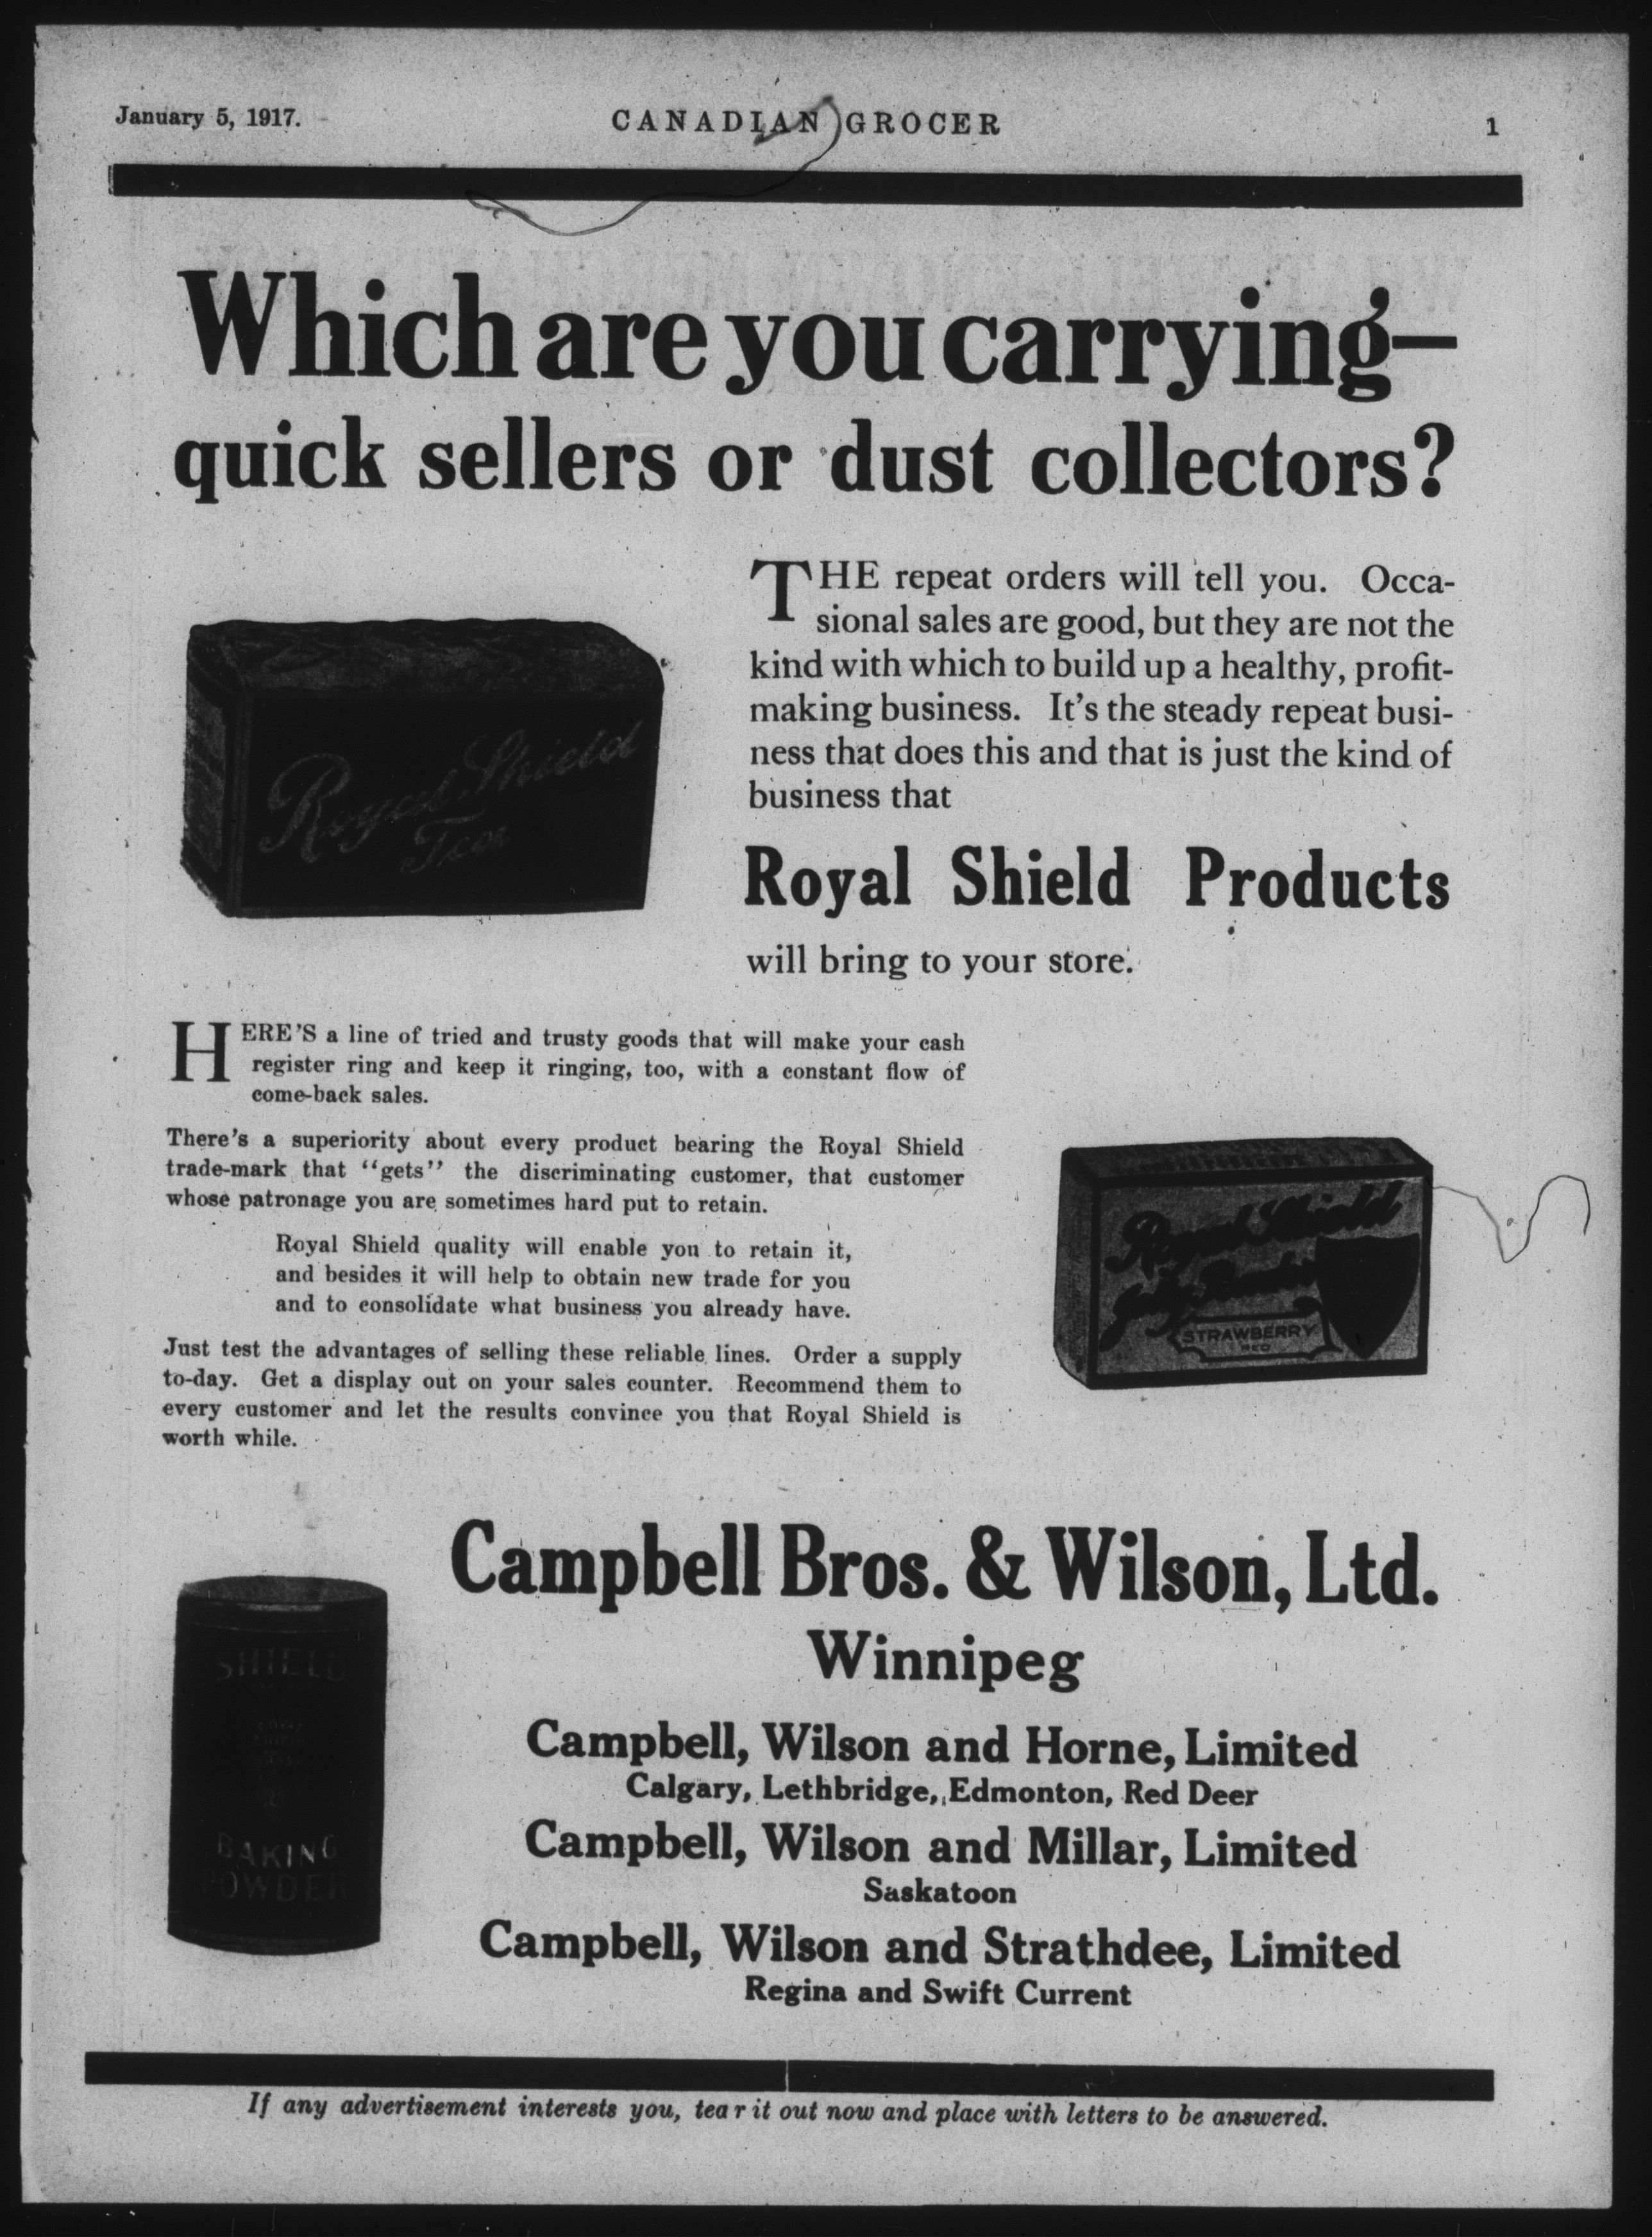 January 5, 1917.
CANADIAN GROCER
1
Which are you carrying—
quick sellers or dust collectors?
Royal Shield
Tea
THE repeat orders will tell you. Occa-
sional sales are good, but they are not the
kind with which to build up a healthy, profit-
making business. It's the steady repeat busi-
ness that does this and that is just the kind of
business that
Royal Shield Products
will bring to your store.
HERE'S a line of tried and trusty goods that will make your cash
register ring and keep it ringing, too, with a constant flow of
come-back sales.
There's a superiority about every product bearing the Royal Shield
trade-mark that "gets" the discriminating customer, that customer
whose patronage you are sometimes hard put to retain.
Royal Shield quality will enable you to retain it,
and besides it will help to obtain new trade for you
and to consolidate what business you already have.
Just test the advantages of selling these reliable lines. Order a supply
to-day. Get a display out on your sales counter. Recommend them to
every customer and let the results convince you that Royal Shield is
worth while.
Royal Shield
Jelly Powder
STRAWBERRY
RED
SHIELD
BAKING
POWDER
Campbell Bros. & Wilson, Ltd.
Winnipeg
Campbell, Wilson and Horne, Limited
Calgary, Lethbridge, Edmonton, Red Deer
Campbell, Wilson and Millar, Limited
Saskatoon
Campbell, Wilson and Strathdee, Limited
Regina and Swift Current
If any advertisement interests you, tear it out now and place with letters to be answered.